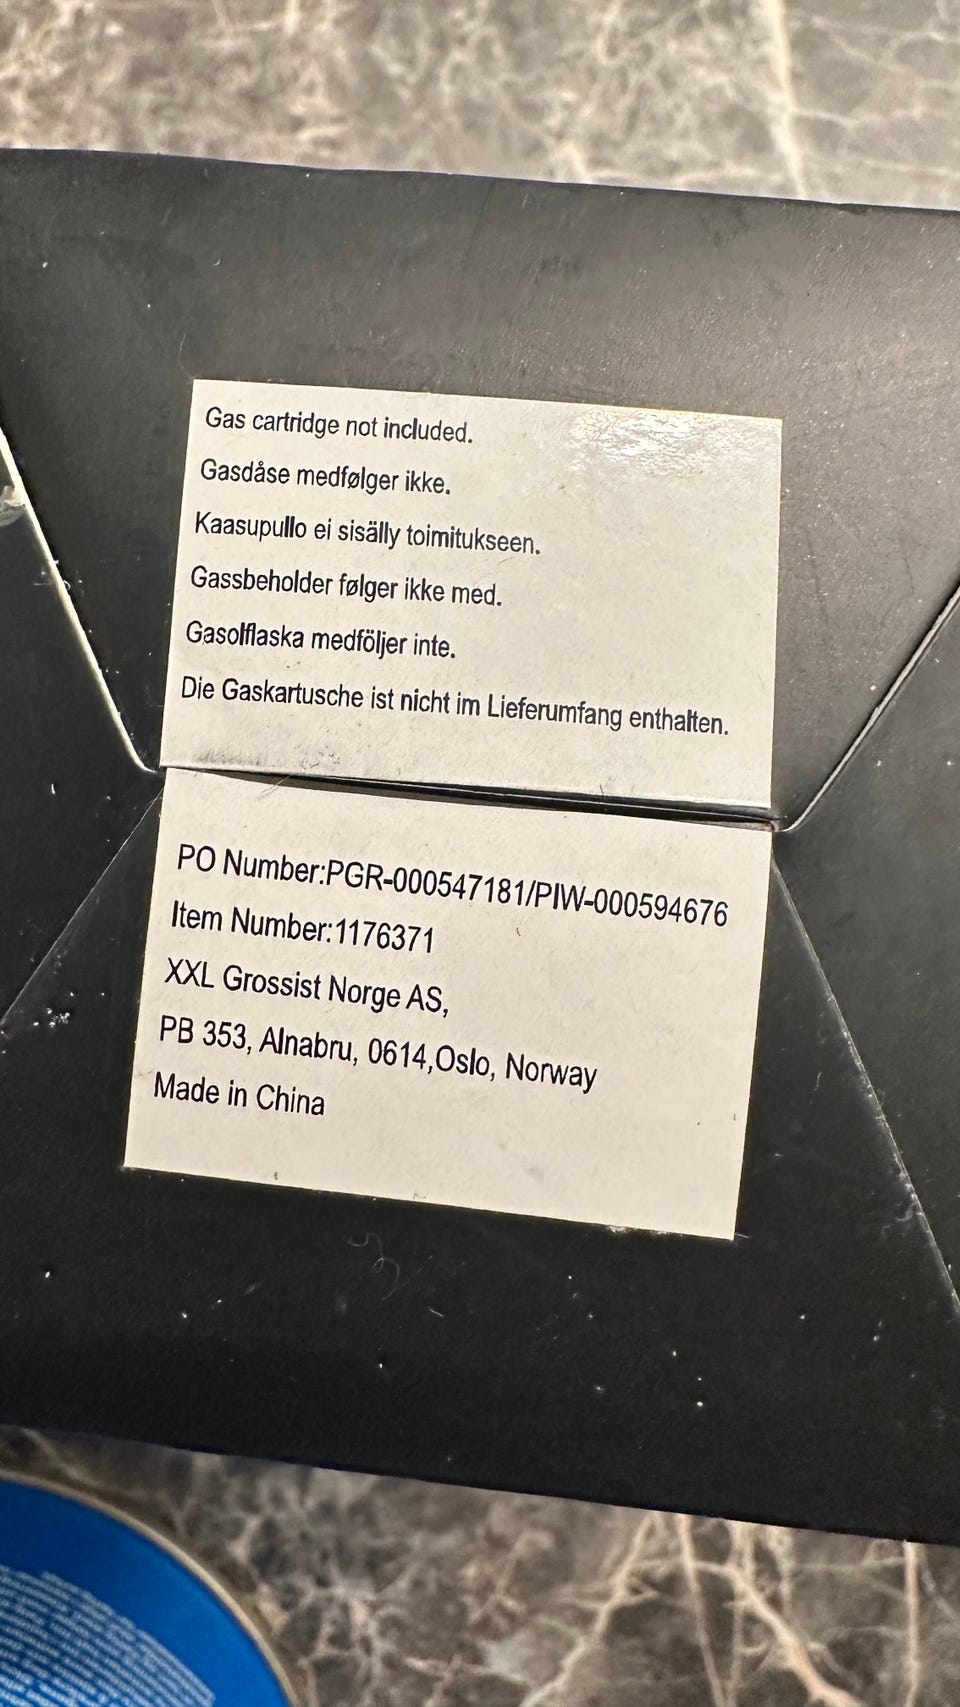 Gas cartridge not included.
Gasdåse medfølger ikke.
Kaasupullo ei sisälly toimitukseen.
Gassbeholder følger ikke med.
Gasolflaska medföljer inte.
Die Gaskartusche ist nicht im Lieferumfang enthalten.
PO Number:PGR-000547181/PIW-000594676
Item Number:1176371
XXL Grossist Norge AS,
PB 353, Alnabru, 0614,Oslo, Norway
Made in China